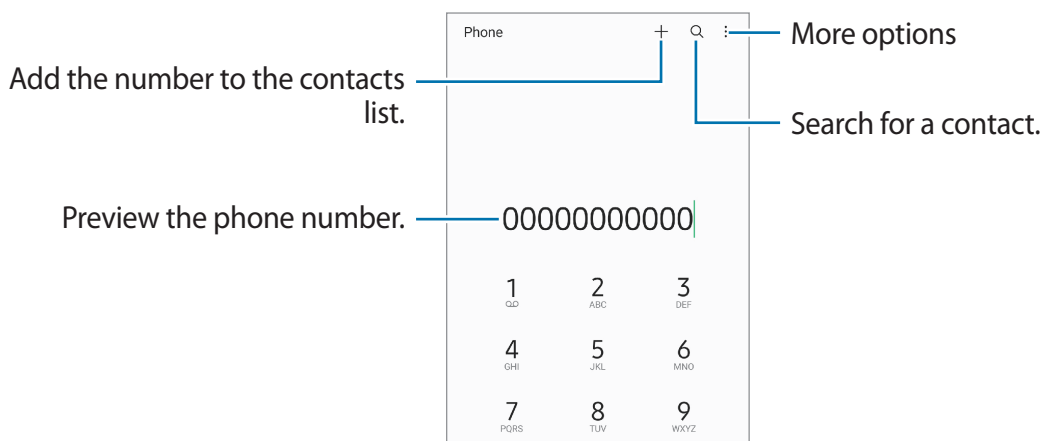 Phone
More options
Add the number to the contacts
list.
Search for a contact.
Preview the phone number.
00000000000
1 2 3
ABC DEF
4 5 6
GHI JKL MNO
7 8 9
PQRS TUV WXYZ